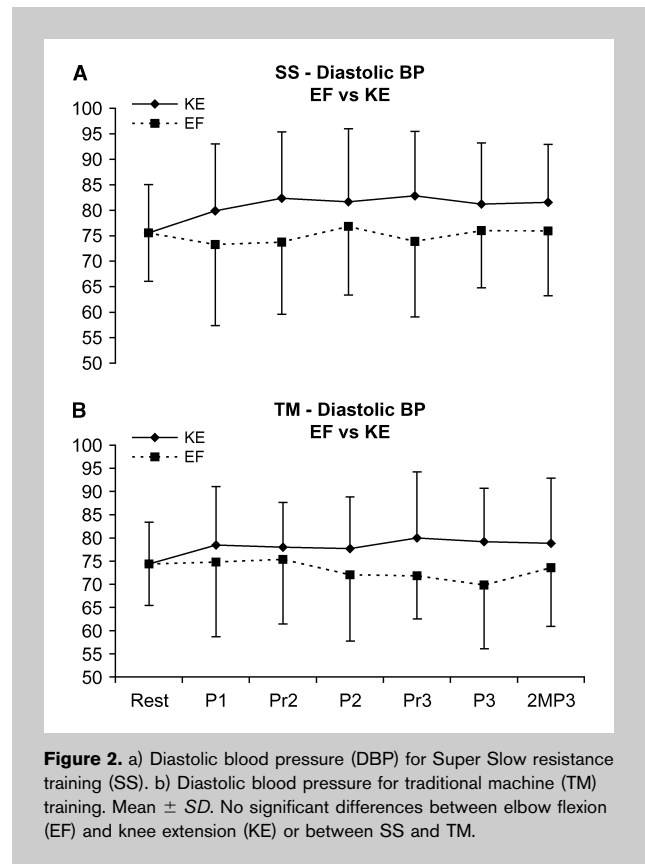 A
SS - Diastolic BP
EF vs KE
KE
EF
100
95
90
85
80
75
70
65
60
55
50
B
TM - Diastolic BP
EF vs KE
KE
EF
100
95
90
85
80
75
70
65
60
55
50
Rest P1 Pr2 P2 Pr3 P3 2MP3
Figure 2. a) Diastolic blood pressure (DBP) for Super Slow resistance
training (SS). b) Diastolic blood pressure for traditional machine (TM)
training. Mean ± SD. No significant differences between elbow flexion
(EF) and knee extension (KE) or between SS and TM.